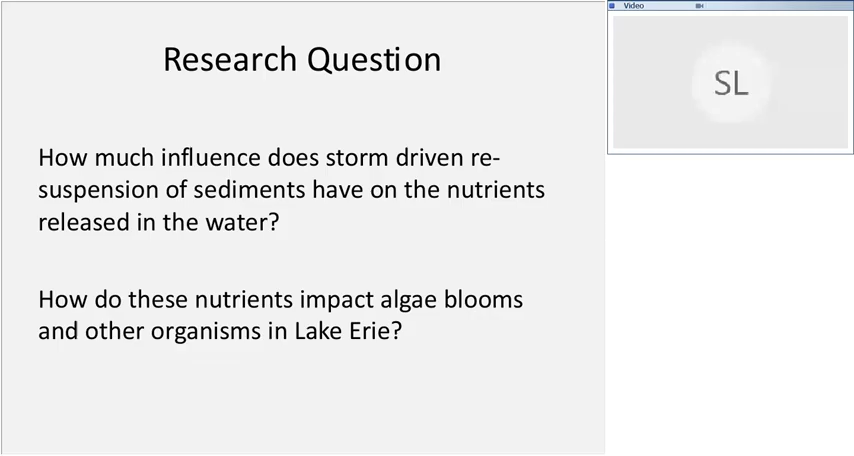 Research Question
How much influence does storm driven re-
suspension of sediments have on the nutrients
released in the water?
How do these nutrients impact algae blooms
and other organisms in Lake Erie?
Video
SL